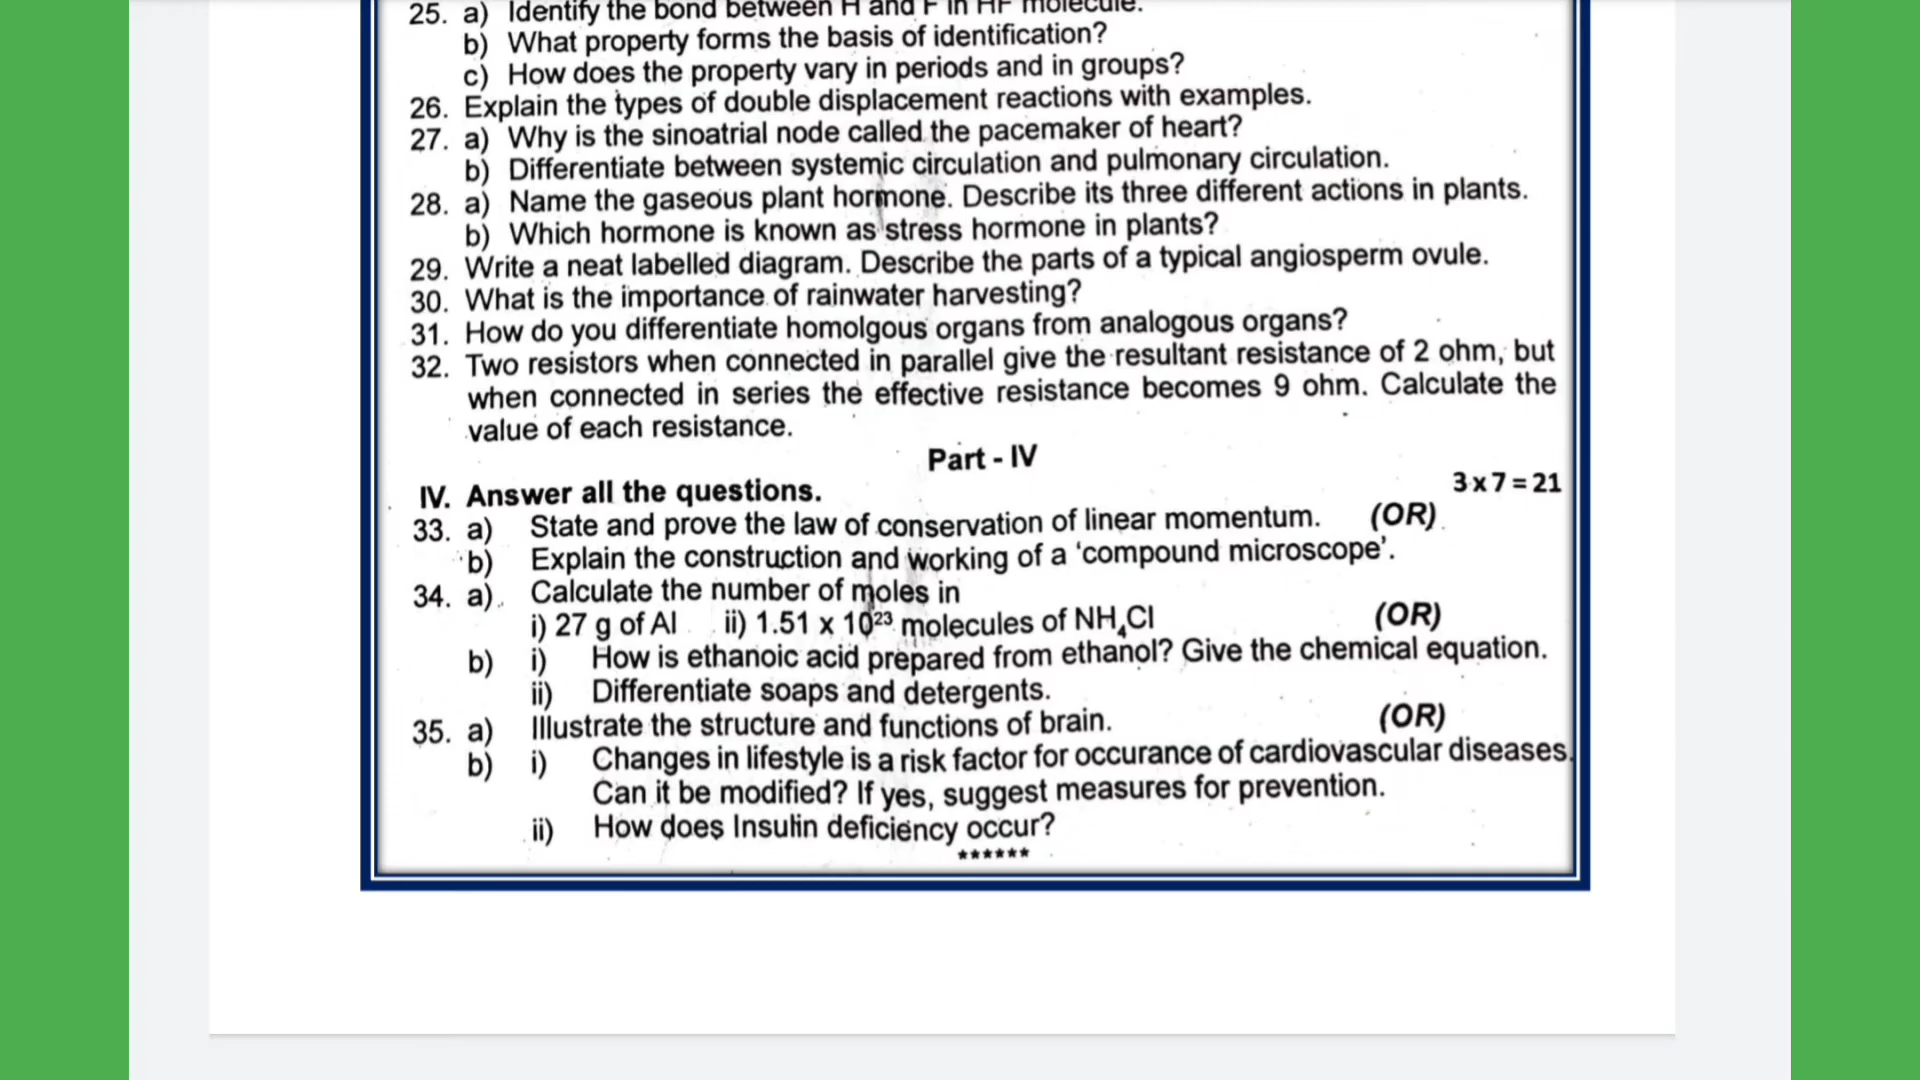 25. a) Identify the bond between H and F in HF molecule.
b) What property forms the basis of identification?
c) How does the property vary in periods and in groups?
26. Explain the types of double displacement reactions with examples.
27. a) Why is the sinoatrial node called the pacemaker of heart?
b) Differentiate between systemic circulation and pulmonary circulation.
28. a) Name the gaseous plant hormone. Describe its three different actions in plants.
b) Which hormone is known as stress hormone in plants?
29. Write a neat labelled diagram. Describe the parts of a typical angiosperm ovule.
30. What is the importance of rainwater harvesting?
31. How do you differentiate homolgous organs from analogous organs?
32. Two resistors when connected in parallel give the resultant resistance of 2 ohm, but
when connected in series the effective resistance becomes 9 ohm. Calculate the
value of each resistance.
Part - IV
IV. Answer all the questions. 3 x 7 = 21
33. a) State and prove the law of conservation of linear momentum. (OR)
b) Explain the construction and working of a ‘compound microscope’.
34. a) Calculate the number of moles in
i) 27 g of Al ii) 1.51 x 10²³ molecules of NH₄Cl (OR)
b) i) How is ethanoic acid prepared from ethanol? Give the chemical equation.
ii) Differentiate soaps and detergents.
35. a) Illustrate the structure and functions of brain. (OR)
b) i) Changes in lifestyle is a risk factor for occurance of cardiovascular diseases.
Can it be modified? If yes, suggest measures for prevention.
ii) How does Insulin deficiency occur?
******